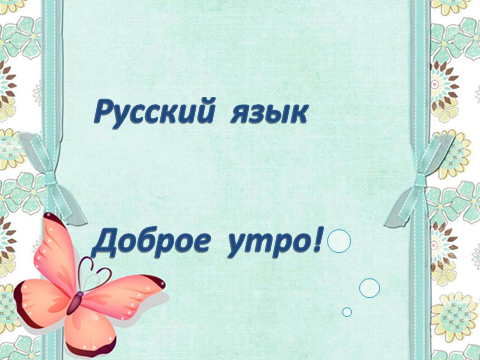 Русский язык
Доброе утро!